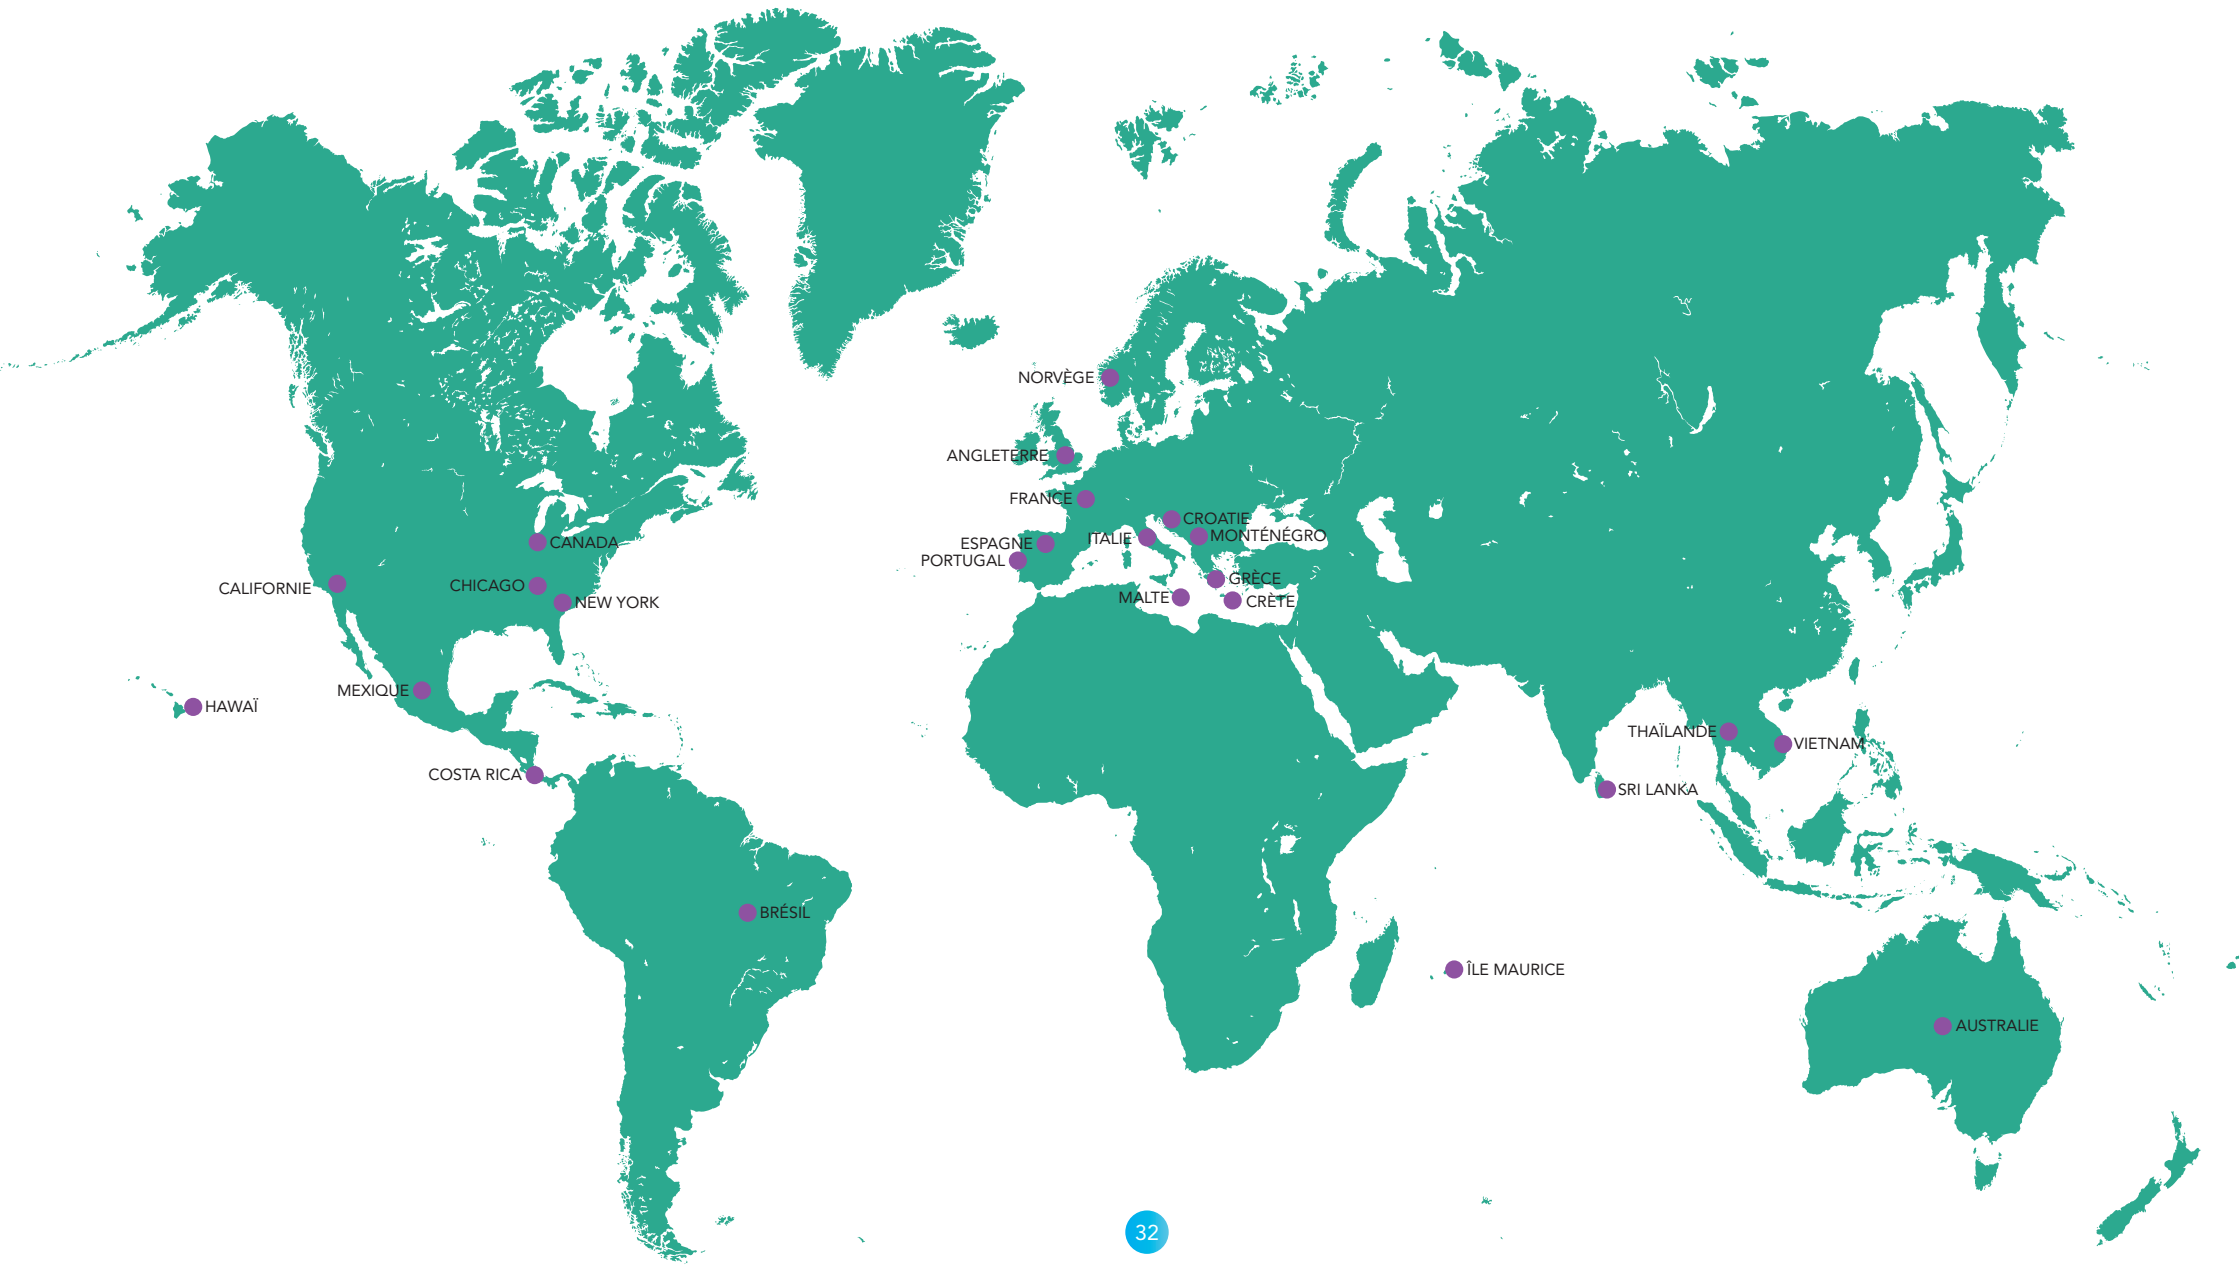 NORVÈGE
ANGLETERRE
FRANCE
CROATIE
ITALIE
MONTÉNÉGRO
ESPAGNE
PORTUGAL
GRÈCE
MALTE
CRÈTE
CANADA
CALIFORNIE
CHICAGO
NEW YORK
MEXIQUE
HAWAÏ
COSTA RICA
BRÉSIL
THAÏLANDE
VIETNAM
SRI LANKA
ÎLE MAURICE
AUSTRALIE
32